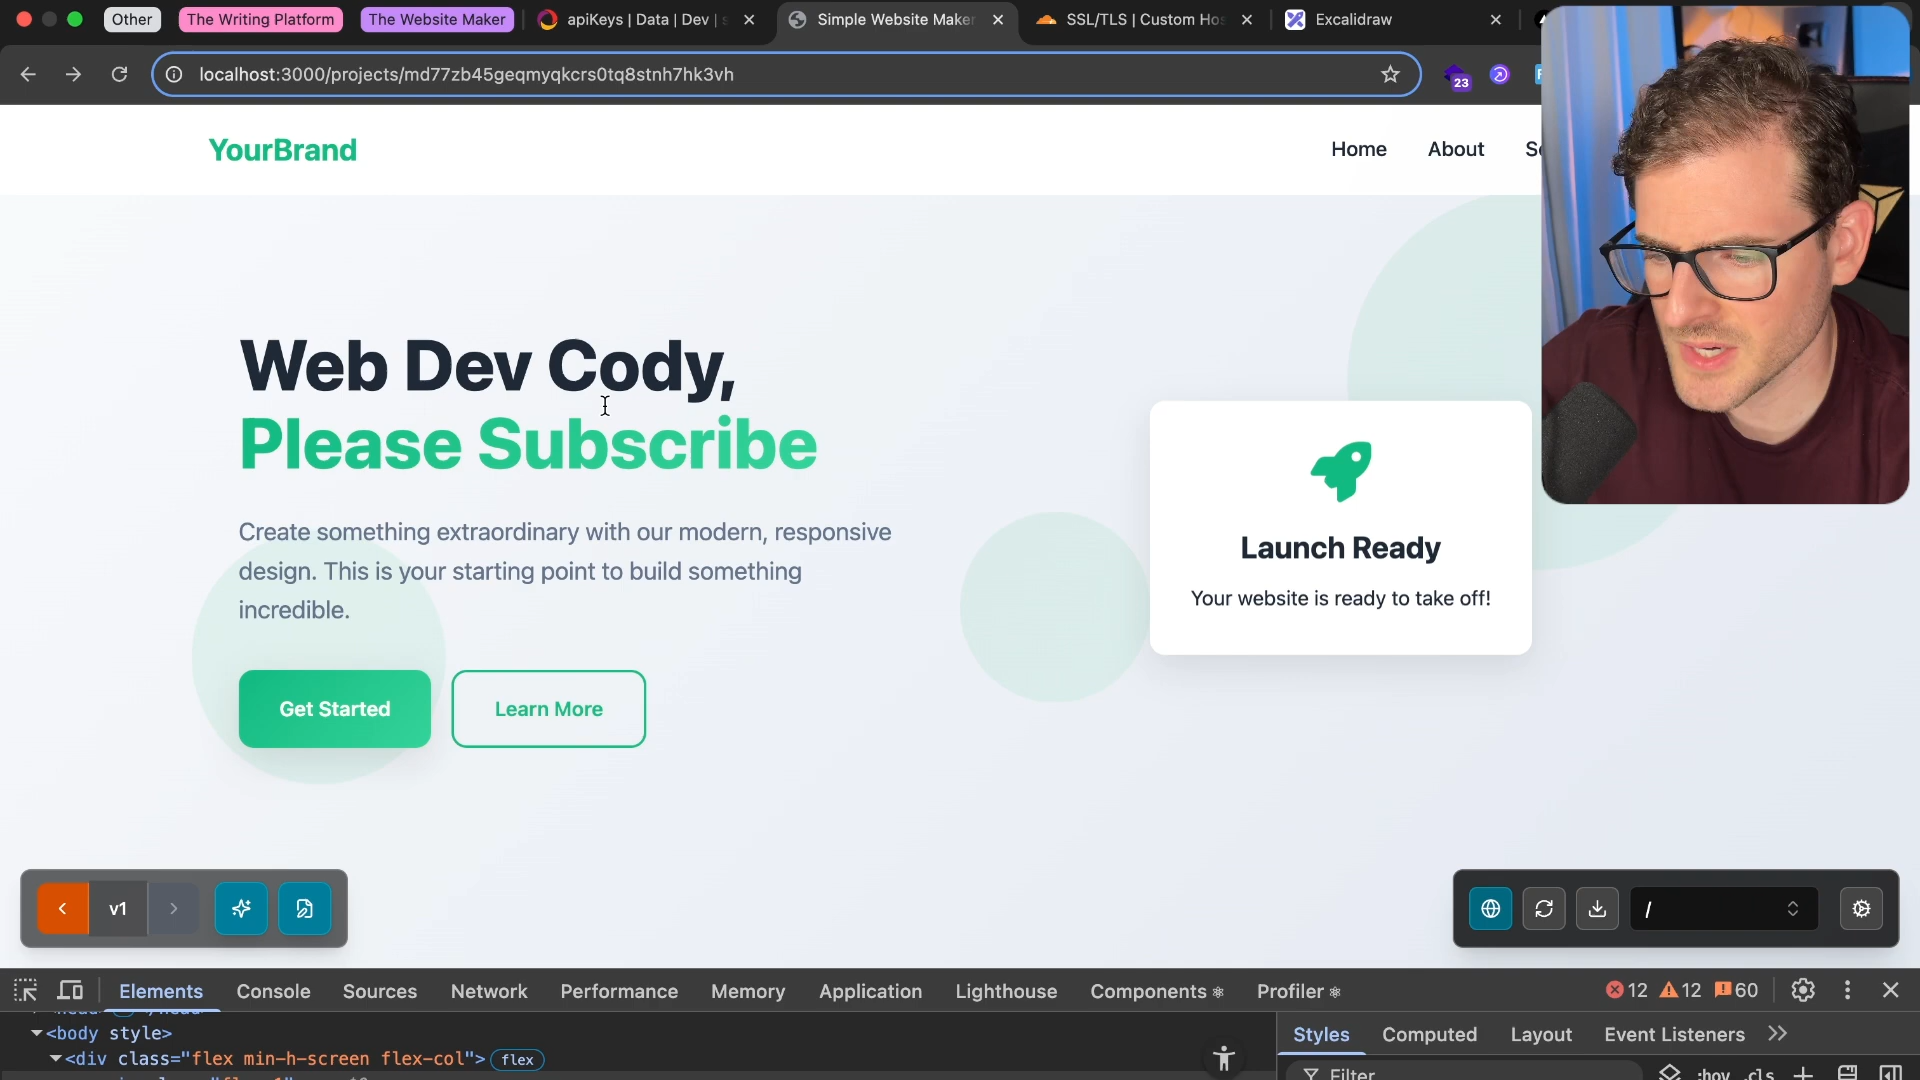 Other
The Writing Platform
The Website Maker
apiKeys | Data | Dev |
Simple Website Maker
SSL/TLS | Custom Hos
Excalidraw
localhost:3000/projects/md77zb45geqmyqkcrs0tq8stnh7hk3vh
23
YourBrand
Home
About
Web Dev Cody,
Please Subscribe
Create something extraordinary with our modern, responsive
design. This is your starting point to build something
incredible.
Get Started
Learn More
Launch Ready
Your website is ready to take off!
v1
/
Elements
Console
Sources
Network
Performance
Memory
Application
Lighthouse
Components
Profiler
12
12
60
<body style>
<div class="flex min-h-screen flex-col">
flex
Styles
Computed
Layout
Event Listeners
Filter
:hov
.cls